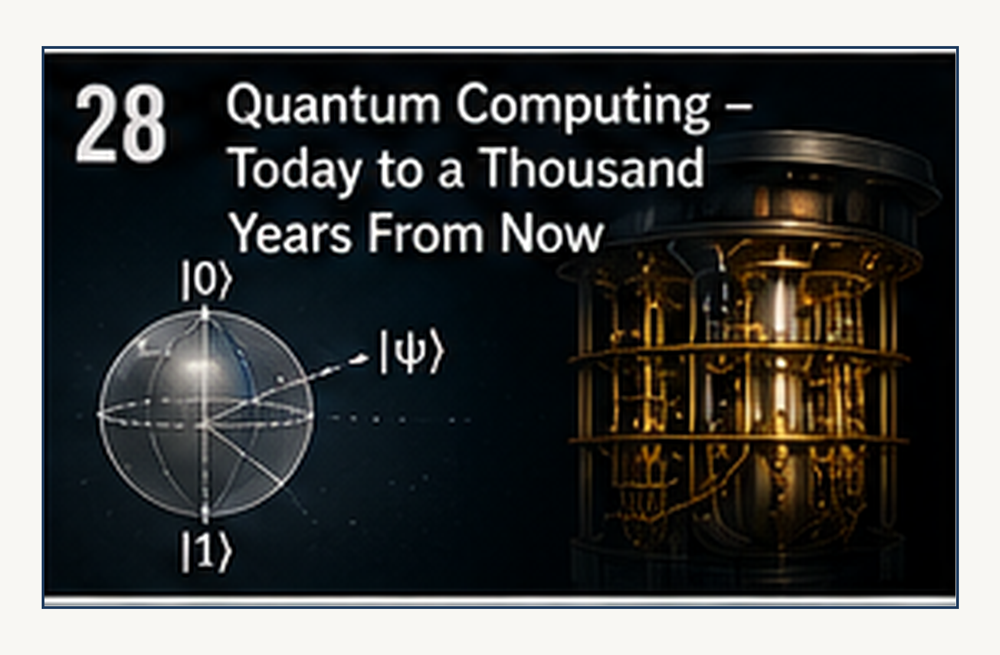 28
Quantum Computing –
Today to a Thousand
Years From Now
|0⟩
|ψ⟩
|1⟩